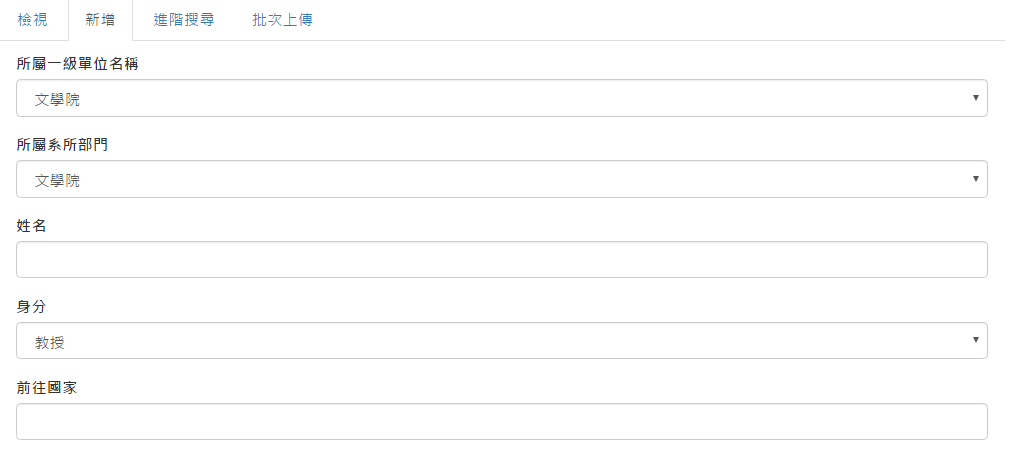 檢視 新增 進階搜尋 批次上傳
所屬一級單位名稱
文學院
所屬系所部門
文學院
姓名
身分
教授
前往國家